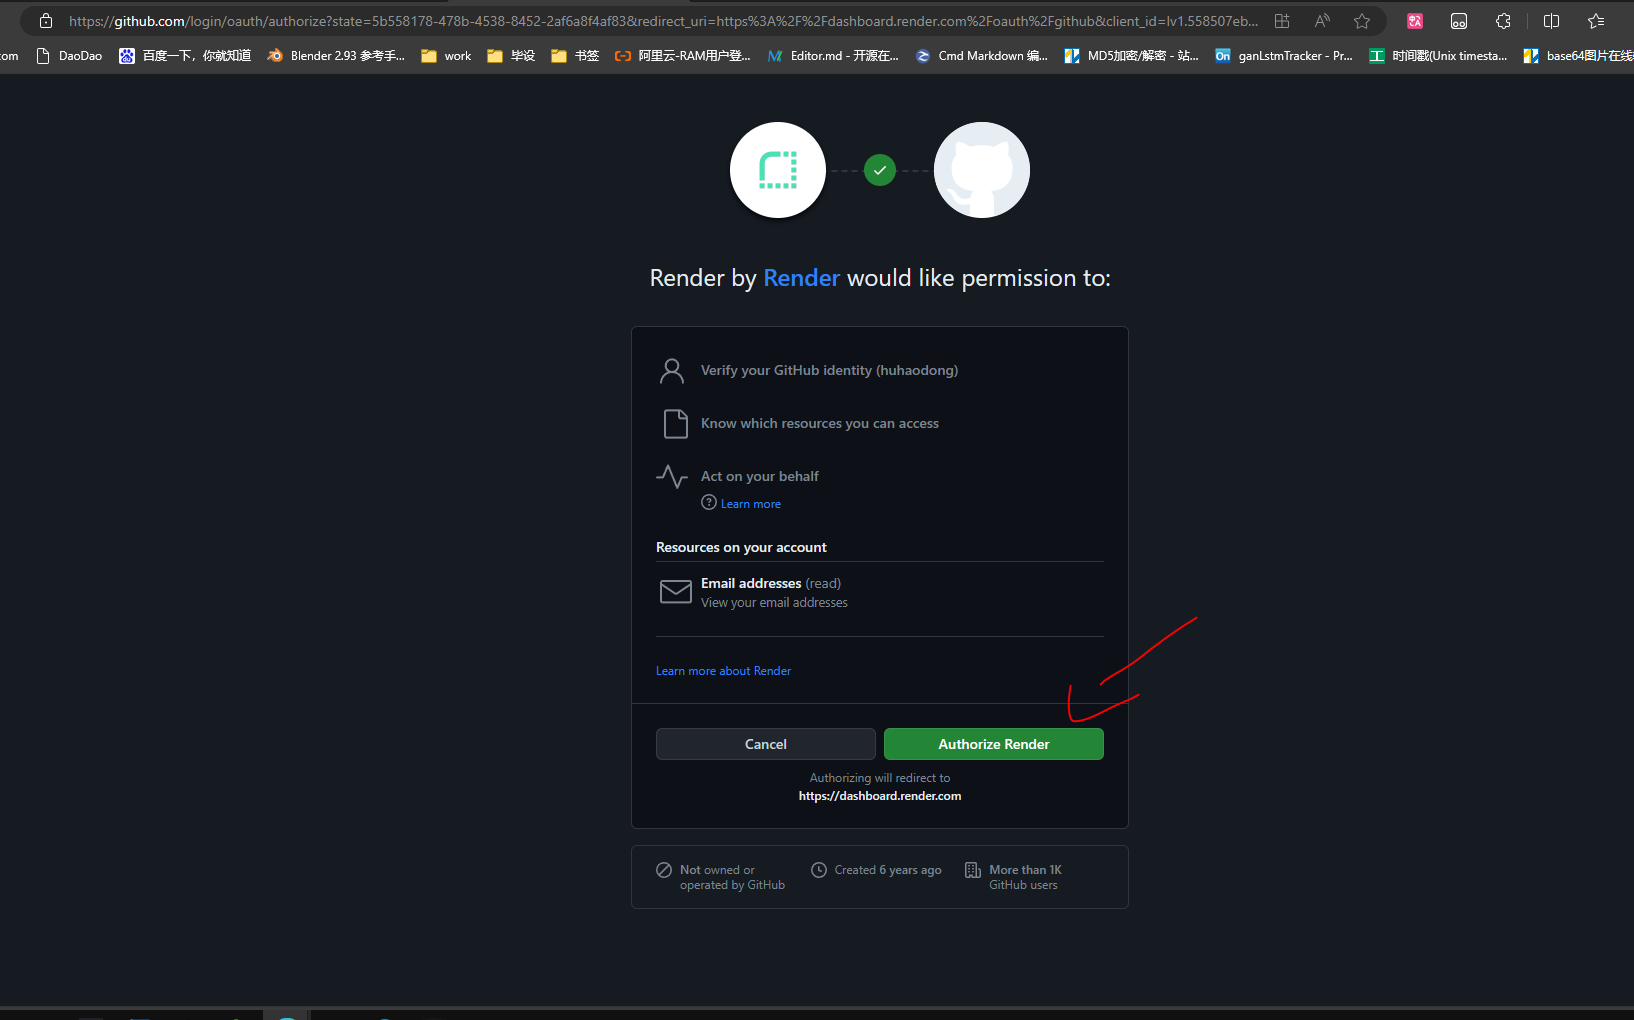 https://github.com/login/oauth/authorize?state=5b558178-478b-4538-8452-2af6a8f4af83&redirect_uri=https%3A%2F%2Fdashboard.render.com%2Foauth%2Fgithub&client_id=lv1.558507eb...
com DaoDao 百度一下，你就知道 Blender 2.93 参考手... work 毕设 书签 阿里云-RAM用户登... Editor.md - 开源在... Cmd Markdown 编... MD5加密/解密 - 站... On ganLstmTracker - Pr... 时间戳(Unix timesta... base64图片在线
Render by Render would like permission to:
Verify your GitHub identity (huhaodong)
Know which resources you can access
Act on your behalf
Learn more
Resources on your account
Email addresses (read)
View your email addresses
Learn more about Render
Cancel Authorize Render
Authorizing will redirect to
https://dashboard.render.com
Not owned or
operated by GitHub
Created 6 years ago
More than 1K
GitHub users